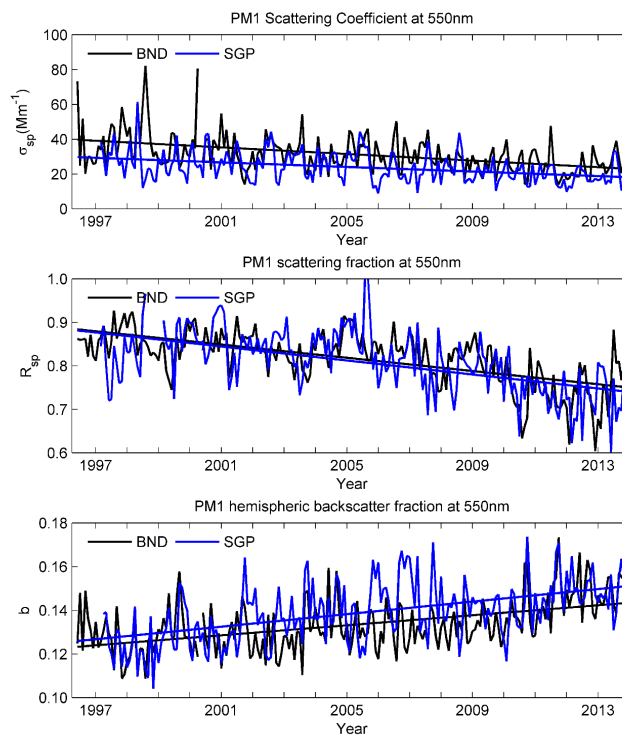 PM1 Scattering Coefficient at 550nm
100
80
60
40
20
0
σsp(Mm-1)
BND SGP
1997 2001 2005 2009 2013
Year
PM1 scattering fraction at 550nm
1.0
0.9
0.8
0.7
0.6
Rsp
BND SGP
1997 2001 2005 2009 2013
Year
PM1 hemispheric backscatter fraction at 550nm
0.18
0.16
0.14
0.12
0.10
b
BND SGP
1997 2001 2005 2009 2013
Year